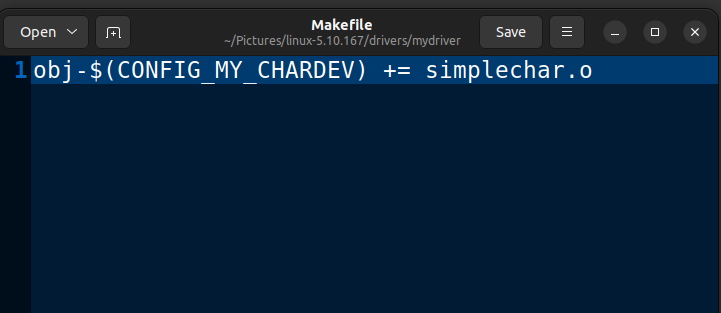 Open
Makefile
~/Pictures/linux-5.10.167/drivers/mydriver
Save
1 obj-$(CONFIG_MY_CHARDEV) += simplechar.o